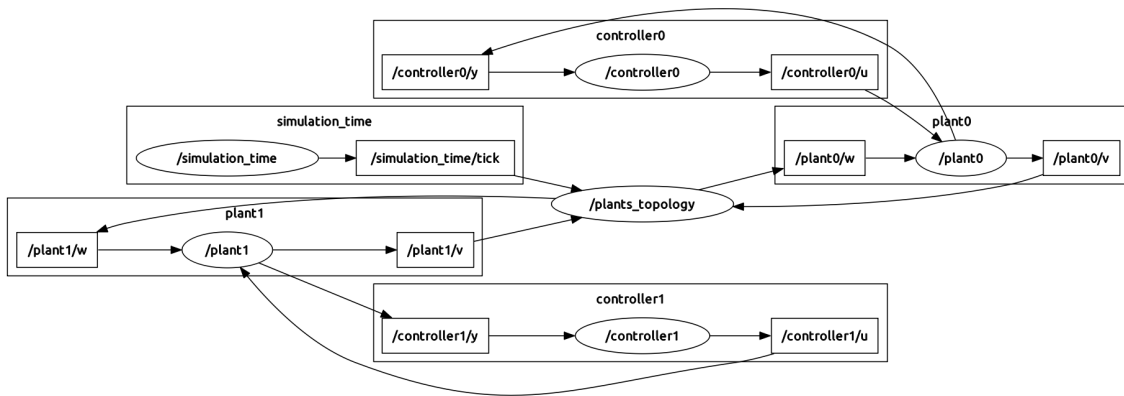 controller0
/controller0/y
/controller0
/controller0/u
simulation_time
/simulation_time
/simulation_time/tick
plant0
/plant0/w
/plant0
/plant0/v
/plants_topology
plant1
/plant1/w
/plant1
/plant1/v
controller1
/controller1/y
/controller1
/controller1/u